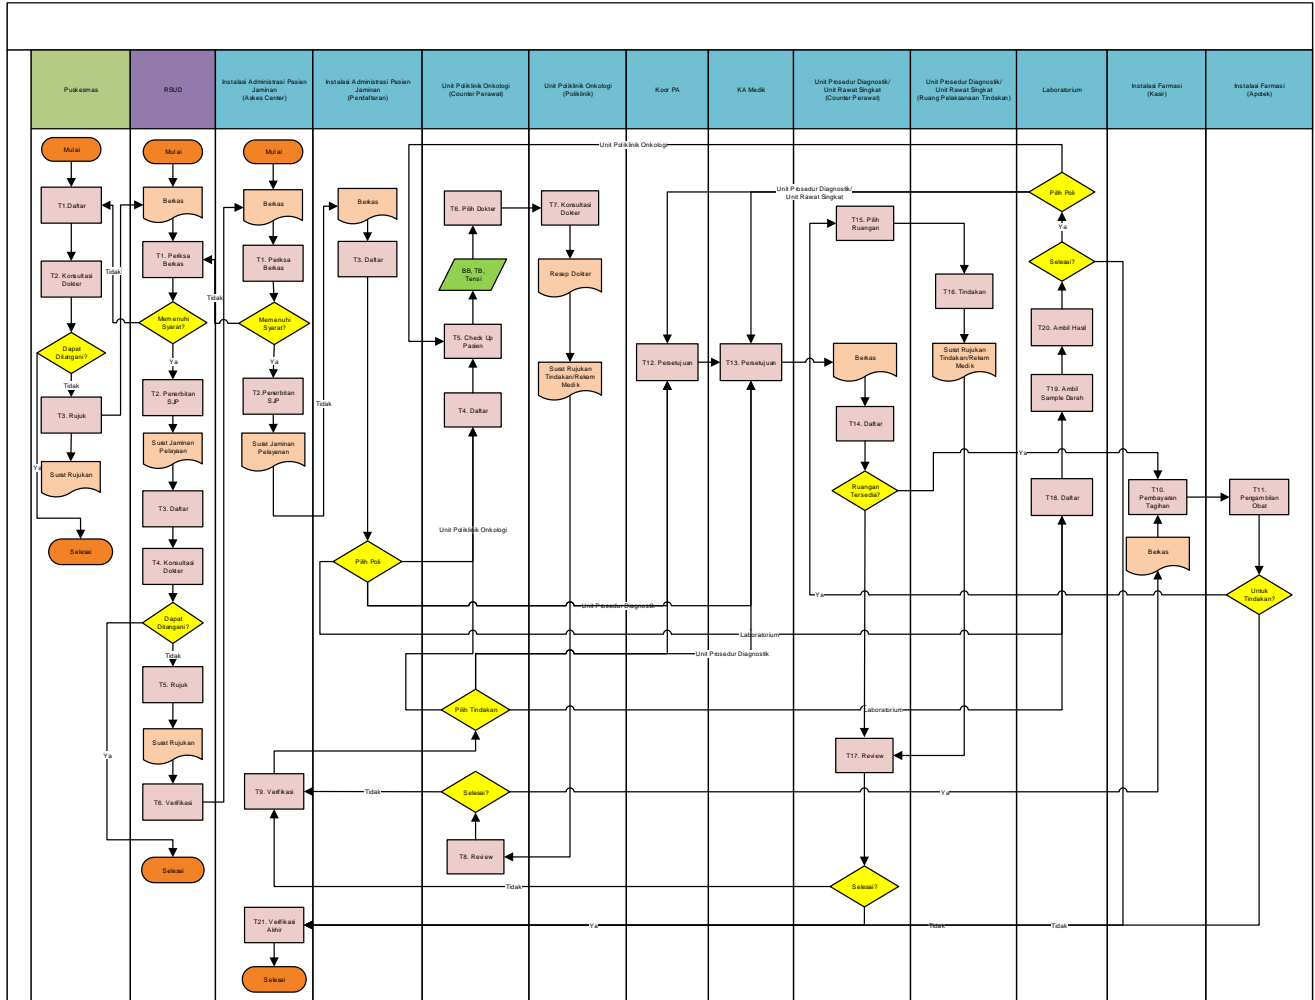 Puskesmas
RSUD
Instalasi Administrasi Pasien
Jaminan
(Askes Center)
Instalasi Administrasi Pasien
Jaminan
(Pendaftaran)
Unit Poliklinik Onkologi
(Counter Perawat)
Unit Poliklinik Onkologi
(Poliklinik)
Koor PA
KA Medik
Unit Prosedur Diagnostik/
Unit Rawat Singkat
(Counter Perawat)
Unit Prosedur Diagnostik/
Unit Rawat Singkat
(Ruang Pelaksanaan Tindakan)
Laboratorium
Instalasi Farmasi
(Kasir)
Instalasi Farmasi
(Apotek)
Mulai
T1.Daftar
T2. Konsultasi
Dokter
Dapat
Ditangani?
Tidak
T3. Rujuk
Surat Rujukan
Ya
Selesai
Mulai
Berkas
T1. Periksa
Berkas
Tidak
Memenuhi
Syarat?
Ya
T2. Penerbitan
SJP
Surat Jaminan
Pelayaan
T3. Daftar
T4. Konsultasi
Dokter
Dapat
Ditangani?
Tidak
T5. Rujuk
Surat Rujukan
Ya
T6. Verifikasi
Selesai
Mulai
Berkas
T1. Periksa
Berkas
Tidak
Memenuhi
Syarat?
Ya
T2.Penerbitan
SJP
Surat Jaminan
Pelayanan
T9. Verifikasi
T21. Verifikasi
Akhir
Selesai
Berkas
T3. Daftar
Tidak
Pilih Poli
Unit Poliklinik Onkologi
T6. Pilih Dokter
BB, TB,
Tensi
T5. Check Up
Pasien
T4. Daftar
Unit Poliklinik Onkologi
Unit Prosedur Diagnostik
Laboratorium
Unit Prosedur Diagnostik
Pilih Tindakan
Laboratorium
Selesai?
Tidak
Ya
T8. Review
Tidak
Ya
T7. Konsultasi
Dokter
Resep Dokter
Surat Rujukan
Tindakan/Rekam
Medik
T12. Persetujuan
T13. Persetujuan
Unit Prosedur Diagnostik/
Unit Rawat Singkat
T15. Pilih
Ruangan
Berkas
T14. Daftar
Ruangan
Tersedia?
Ya
Ya
T17. Review
Selesai?
T16. Tindakan
Surat Rujukan
Tindakan/Rekam
Medik
Tidak
Pilih Poli
Ya
Selesai?
T20. Ambil Hasil
T19. Ambil
Sample Darah
T18. Daftar
Tidak
T10.
Pembayaran
Tagihan
Berkas
T11.
Pengambilan
Obat
Untuk
Tindakan?